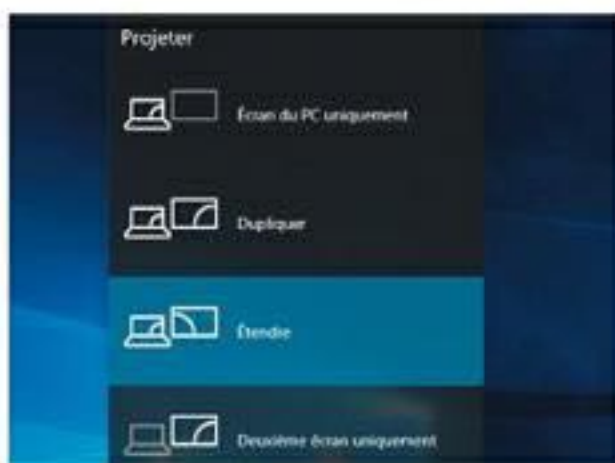 Projeter
Écran du PC uniquement
Dupliquer
Étendre
Deuxième écran uniquement